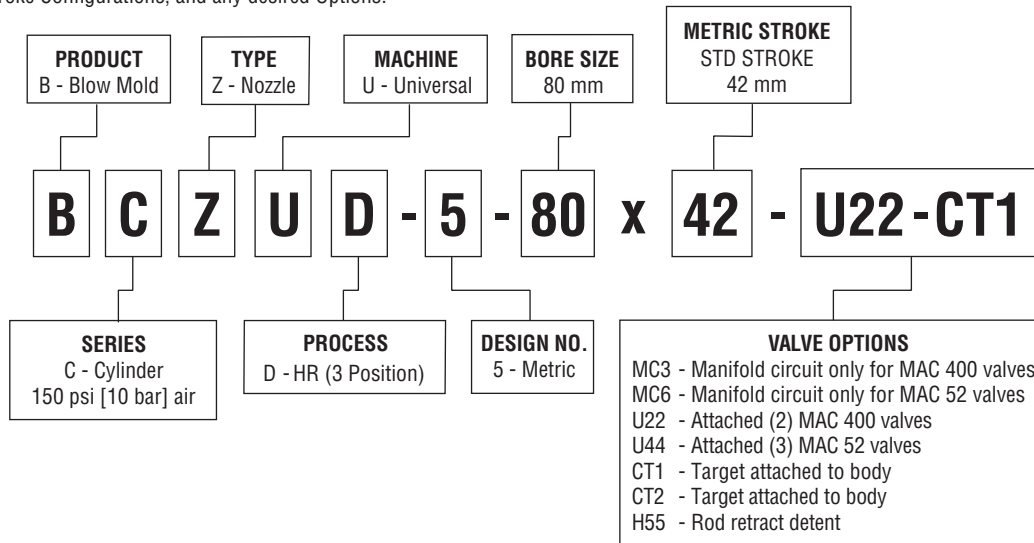 PRODUCT
B - Blow Mold
TYPE
Z - Nozzle
MACHINE
U - Universal
BORE SIZE
80 mm
METRIC STROKE
STD STROKE
42 mm
B C Z U D - 5 - 80 x 42 - U22-CT1
SERIES
C - Cylinder
150 psi [10 bar] air
PROCESS
D - HR (3 Position)
DESIGN NO.
5 - Metric
VALVE OPTIONS
MC3 - Manifold circuit only for MAC 400 valves
MC6 - Manifold circuit only for MAC 52 valves
U22 - Attached (2) MAC 400 valves
U44 - Attached (3) MAC 52 valves
CT1 - Target attached to body
CT2 - Target attached to body
H55 - Rod retract detent